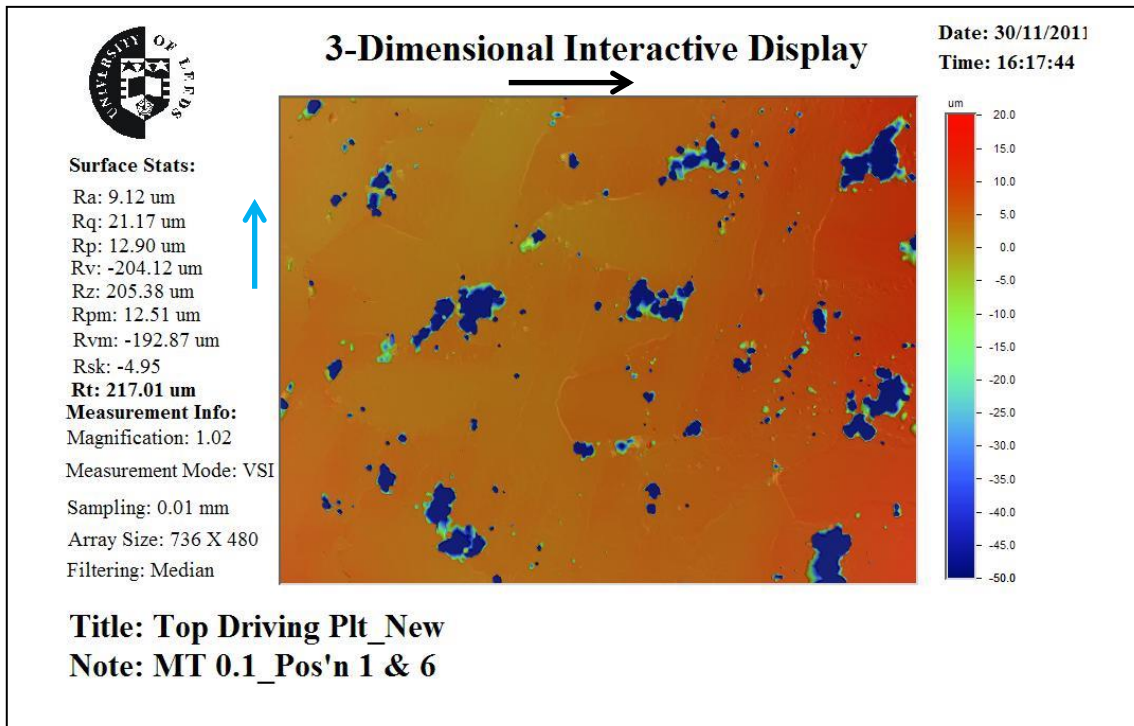 UNIVERSITY OF LEEDS
3-Dimensional Interactive Display
Date: 30/11/2011
Time: 16:17:44
Surface Stats:
Ra: 9.12 um
Rq: 21.17 um
Rp: 12.90 um
Rv: -204.12 um
Rz: 205.38 um
Rpm: 12.51 um
Rvm: -192.87 um
Rsk: -4.95
Rt: 217.01 um
Measurement Info:
Magnification: 1.02
Measurement Mode: VSI
Sampling: 0.01 mm
Array Size: 736 X 480
Filtering: Median
um
20.0
15.0
10.0
5.0
0.0
-5.0
-10.0
-15.0
-20.0
-25.0
-30.0
-35.0
-40.0
-45.0
-50.0
Title: Top Driving Plt_New
Note: MT 0.1_Pos'n 1 & 6